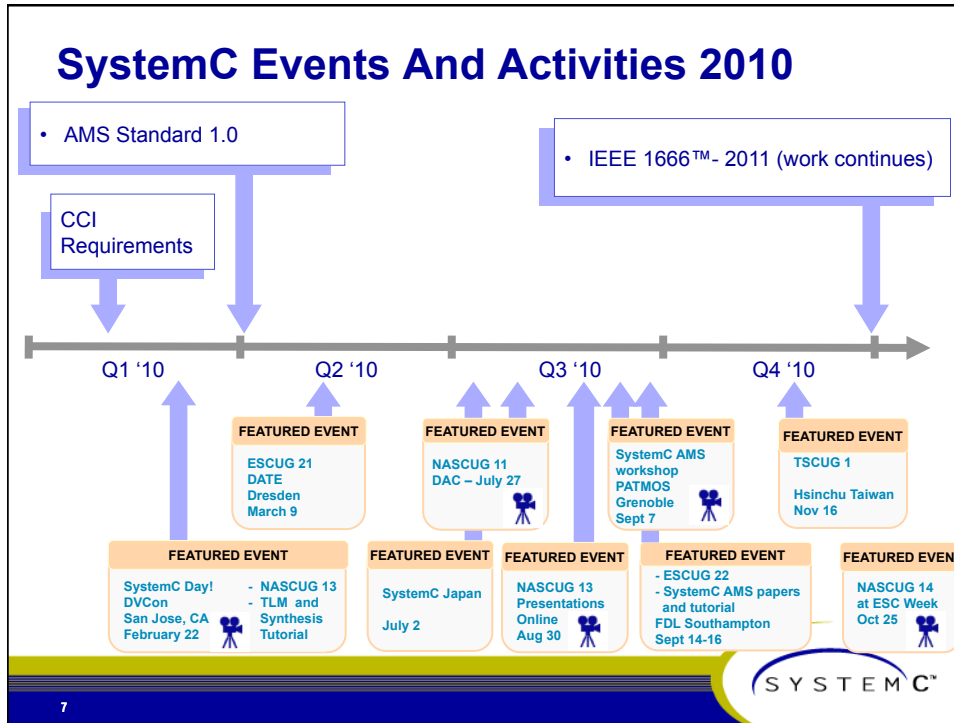 SystemC Events And Activities 2010
• AMS Standard 1.0
• IEEE 1666™- 2011 (work continues)
CCI
Requirements
Q1 ‘10
Q2 ‘10
Q3 ‘10
Q4 ‘10
FEATURED EVENT
ESCUG 21
DATE
Dresden
March 9
FEATURED EVENT
NASCUG 11
DAC – July 27
FEATURED EVENT
SystemC AMS
workshop
PATMOS
Grenoble
Sept 7
FEATURED EVENT
TSCUG 1
Hsinchu Taiwan
Nov 16
FEATURED EVENT
SystemC Day!
DVCon
San Jose, CA
February 22
- NASCUG 13
- TLM and
Synthesis
Tutorial
FEATURED EVENT
SystemC Japan
July 2
FEATURED EVENT
NASCUG 13
Presentations
Online
Aug 30
FEATURED EVENT
- ESCUG 22
- SystemC AMS papers
and tutorial
FDL Southampton
Sept 14-16
FEATURED EVEN
NASCUG 14
at ESC Week
Oct 25
SYSTEMC™
7